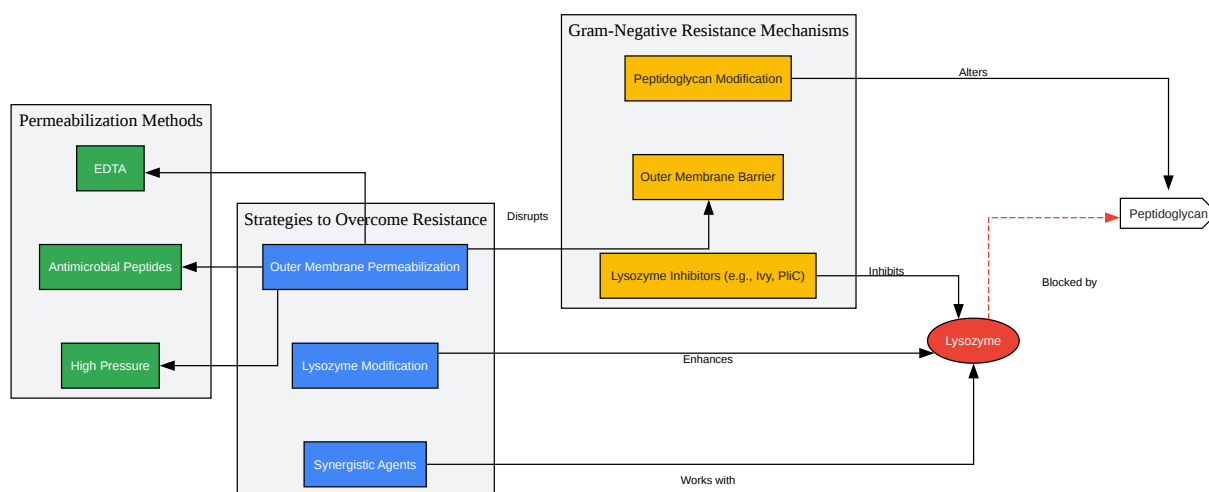 Gram-Negative Resistance Mechanisms
Peptidoglycan Modification
Alters
Permeabilization Methods
EDTA
Outer Membrane Barrier
Strategies to Overcome Resistance
Disrupts
Peptidoglycan
Antimicrobial Peptides
Outer Membrane Permeabilization
Lysozyme Inhibitors (e.g., Ivy, PliC)
Inhibits
Blocked by
Lysozyme
High Pressure
Lysozyme Modification
Enhances
Synergistic Agents
Works with